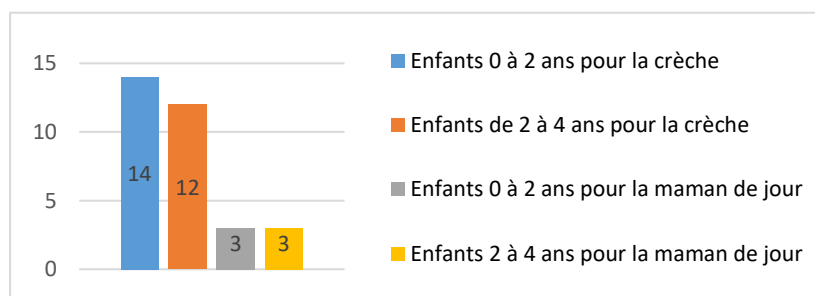 15
10
5
0
14
12
3
3
Enfants 0 à 2 ans pour la crèche
Enfants de 2 à 4 ans pour la crèche
Enfants 0 à 2 ans pour la maman de jour
Enfants 2 à 4 ans pour la maman de jour